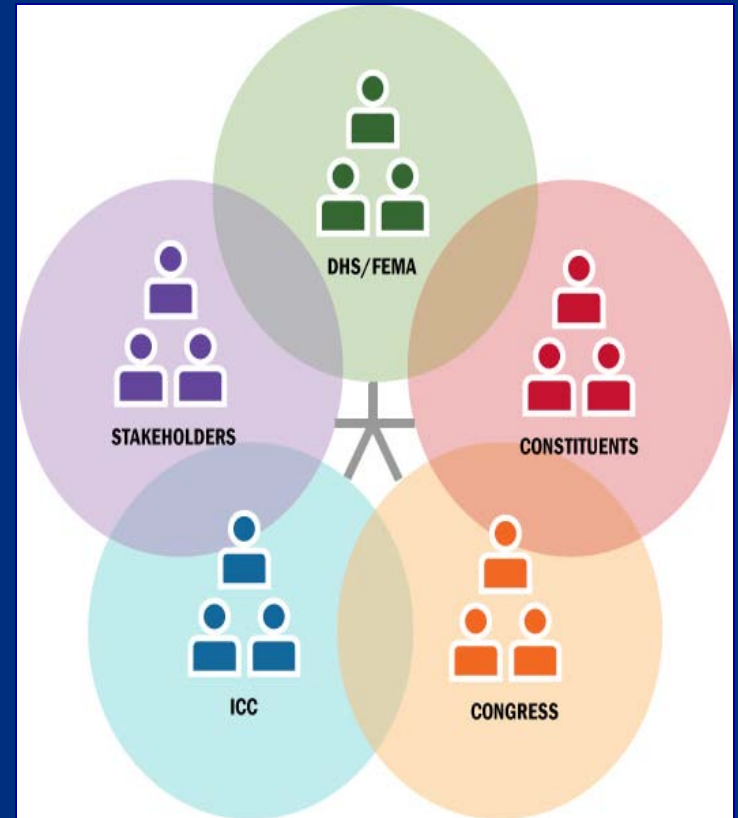 DHS/FEMA
STAKEHOLDERS
CONSTITUENTS
ICC
CONGRESS